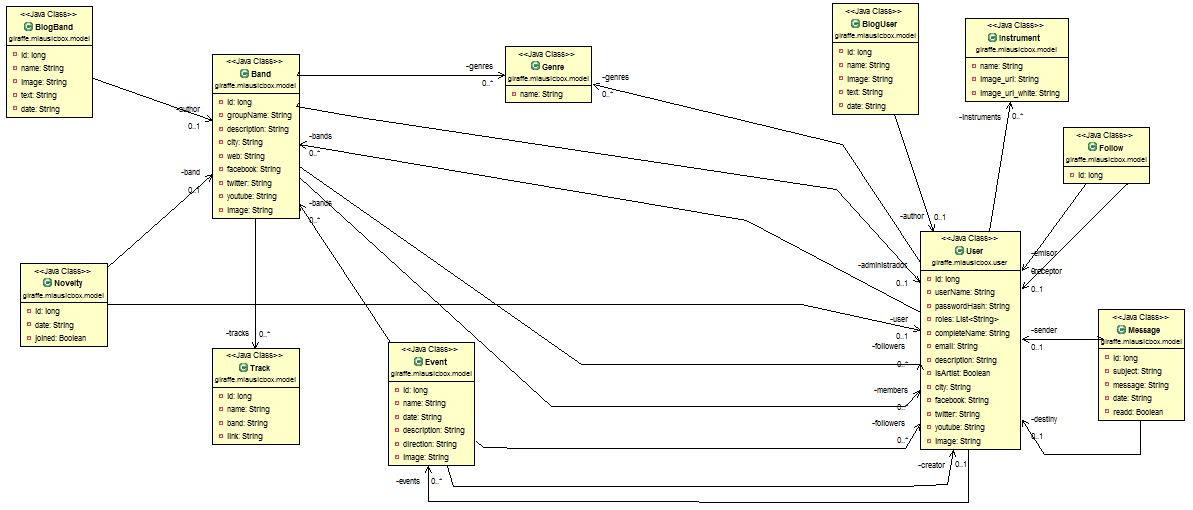 <<Java Class>>
BlogBand
giraffe.miausicbox.model
id: long
name: String
image: String
text: String
date: String
<<Java Class>>
Band
giraffe.miausicbox.model
id: long
groupName: String
description: String
city: String
web: String
facebook: String
twitter: String
youtube: String
image: String
<<Java Class>>
Genre
giraffe.miausicbox.model
name: String
<<Java Class>>
BlogUser
giraffe.miausicbox.model
id: long
name: String
image: String
text: String
date: String
<<Java Class>>
Instrument
giraffe.miausicbox.model
name: String
image_url: String
image_url_white: String
<<Java Class>>
Follow
giraffe.miausicbox.model
id: long
<<Java Class>>
User
giraffe.miausicbox.user
id: long
userName: String
passwordHash: String
roles: List<String>
completeName: String
email: String
description: String
isArtist: Boolean
city: String
facebook: String
twitter: String
youtube: String
image: String
<<Java Class>>
Novelty
giraffe.miausicbox.model
id: long
date: String
joined: Boolean
<<Java Class>>
Track
giraffe.miausicbox.model
id: long
name: String
band: String
link: String
<<Java Class>>
Event
giraffe.miausicbox.model
id: long
name: String
date: String
description: String
direction: String
image: String
<<Java Class>>
Message
giraffe.miausicbox.model
id: long
subject: String
message: String
date: String
readd: Boolean
-author
0..1
-band
0..1
-genres
0..*
-genres
0..*
-bands
0..*
-bands
0..*
-tracks
0..*
-author
0..1
-instruments
0..*
-emisor
-receptor
0..1
-administrador
0..1
-user
0..1
-followers
0..*
-members
0..*
-followers
0..*
-creator
0..1
-events
0..*
-sender
0..1
-destiny
0..1